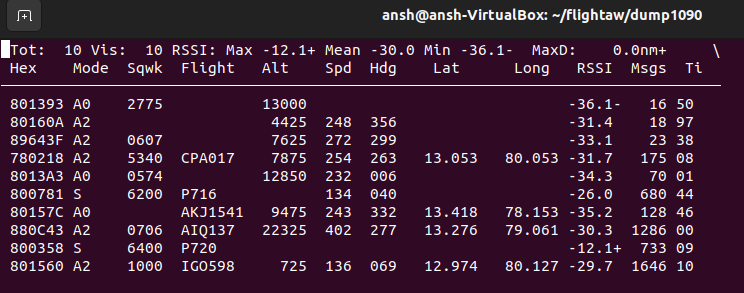 ansh@ansh-VirtualBox: ~/flightaw/dump1090
Tot:  10 Vis:  10 RSSI: Max -12.1+ Mean -30.0 Min -36.1-  MaxD:    0.0nm+     \
Hex    Mode  Sqwk  Flight   Alt    Spd  Hdg    Lat      Long   RSSI  Msgs  Ti
801393 A0    2775           13000                              -36.1-   16 50
80160A A2                    4425  248  356                    -31.4    18 97
89643F A2    0607            7625  272  299                    -33.1    23 38
780218 A2    5340  CPA017    7875  254  263   13.053   80.053  -31.7   175 08
8013A3 A0    0574           12850  232  006                    -34.3    70 01
800781 S     6200  P716            134  040                    -26.0   680 44
80157C A0          AKJ1541   9475  243  332   13.418   78.153  -35.2   128 46
880C43 A2    0706  AIQ137   22325  402  277   13.276   79.061  -30.3  1286 00
800358 S     6400  P720                                        -12.1+  733 09
801560 A2    1000  IGO598     725  136  069   12.974   80.127  -29.7  1646 10